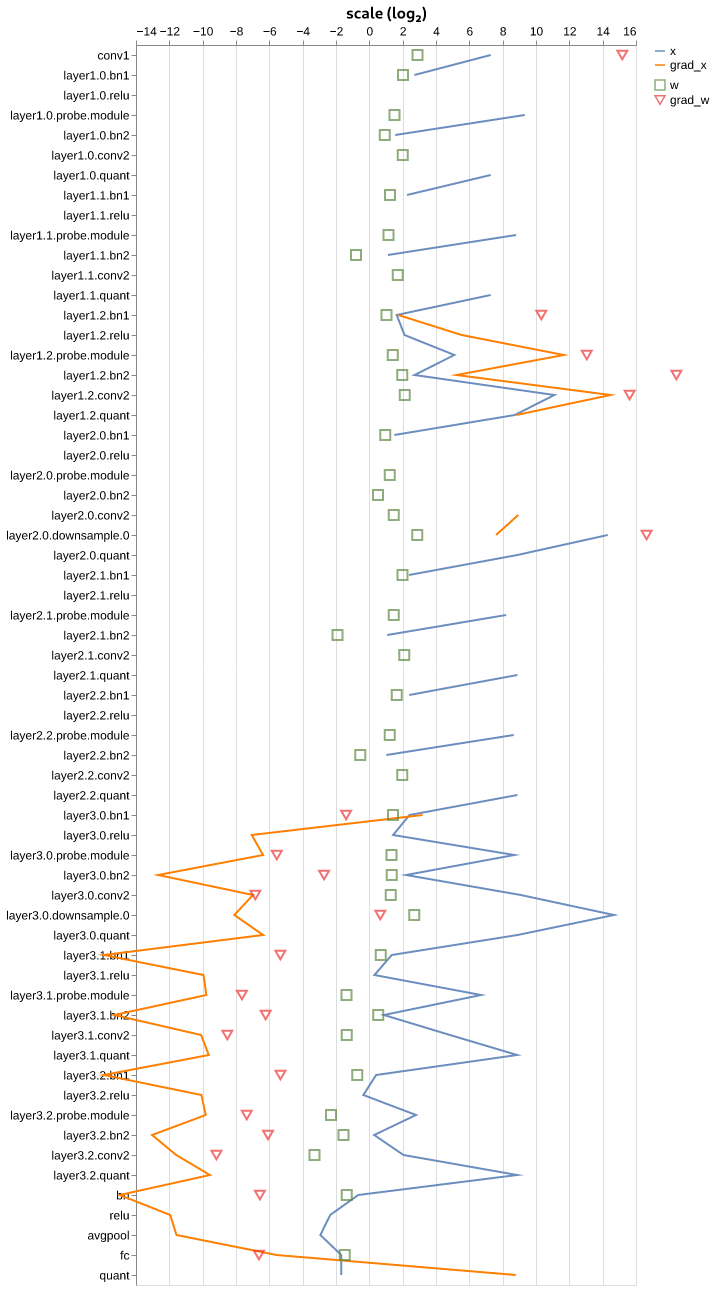 scale (log₂)
−14 −12 −10 −8 −6 −4 −2 0 2 4 6 8 10 12 14 16
x
grad_x
w
grad_w
conv1
layer1.0.bn1
layer1.0.relu
layer1.0.probe.module
layer1.0.bn2
layer1.0.conv2
layer1.0.quant
layer1.1.bn1
layer1.1.relu
layer1.1.probe.module
layer1.1.bn2
layer1.1.conv2
layer1.1.quant
layer1.2.bn1
layer1.2.relu
layer1.2.probe.module
layer1.2.bn2
layer1.2.conv2
layer1.2.quant
layer2.0.bn1
layer2.0.relu
layer2.0.probe.module
layer2.0.bn2
layer2.0.conv2
layer2.0.downsample.0
layer2.0.quant
layer2.1.bn1
layer2.1.relu
layer2.1.probe.module
layer2.1.bn2
layer2.1.conv2
layer2.1.quant
layer2.2.bn1
layer2.2.relu
layer2.2.probe.module
layer2.2.bn2
layer2.2.conv2
layer2.2.quant
layer3.0.bn1
layer3.0.relu
layer3.0.probe.module
layer3.0.bn2
layer3.0.conv2
layer3.0.downsample.0
layer3.0.quant
layer3.1.bn1
layer3.1.relu
layer3.1.probe.module
layer3.1.bn2
layer3.1.conv2
layer3.1.quant
layer3.2.bn1
layer3.2.relu
layer3.2.probe.module
layer3.2.bn2
layer3.2.conv2
layer3.2.quant
bn
relu
avgpool
fc
quant